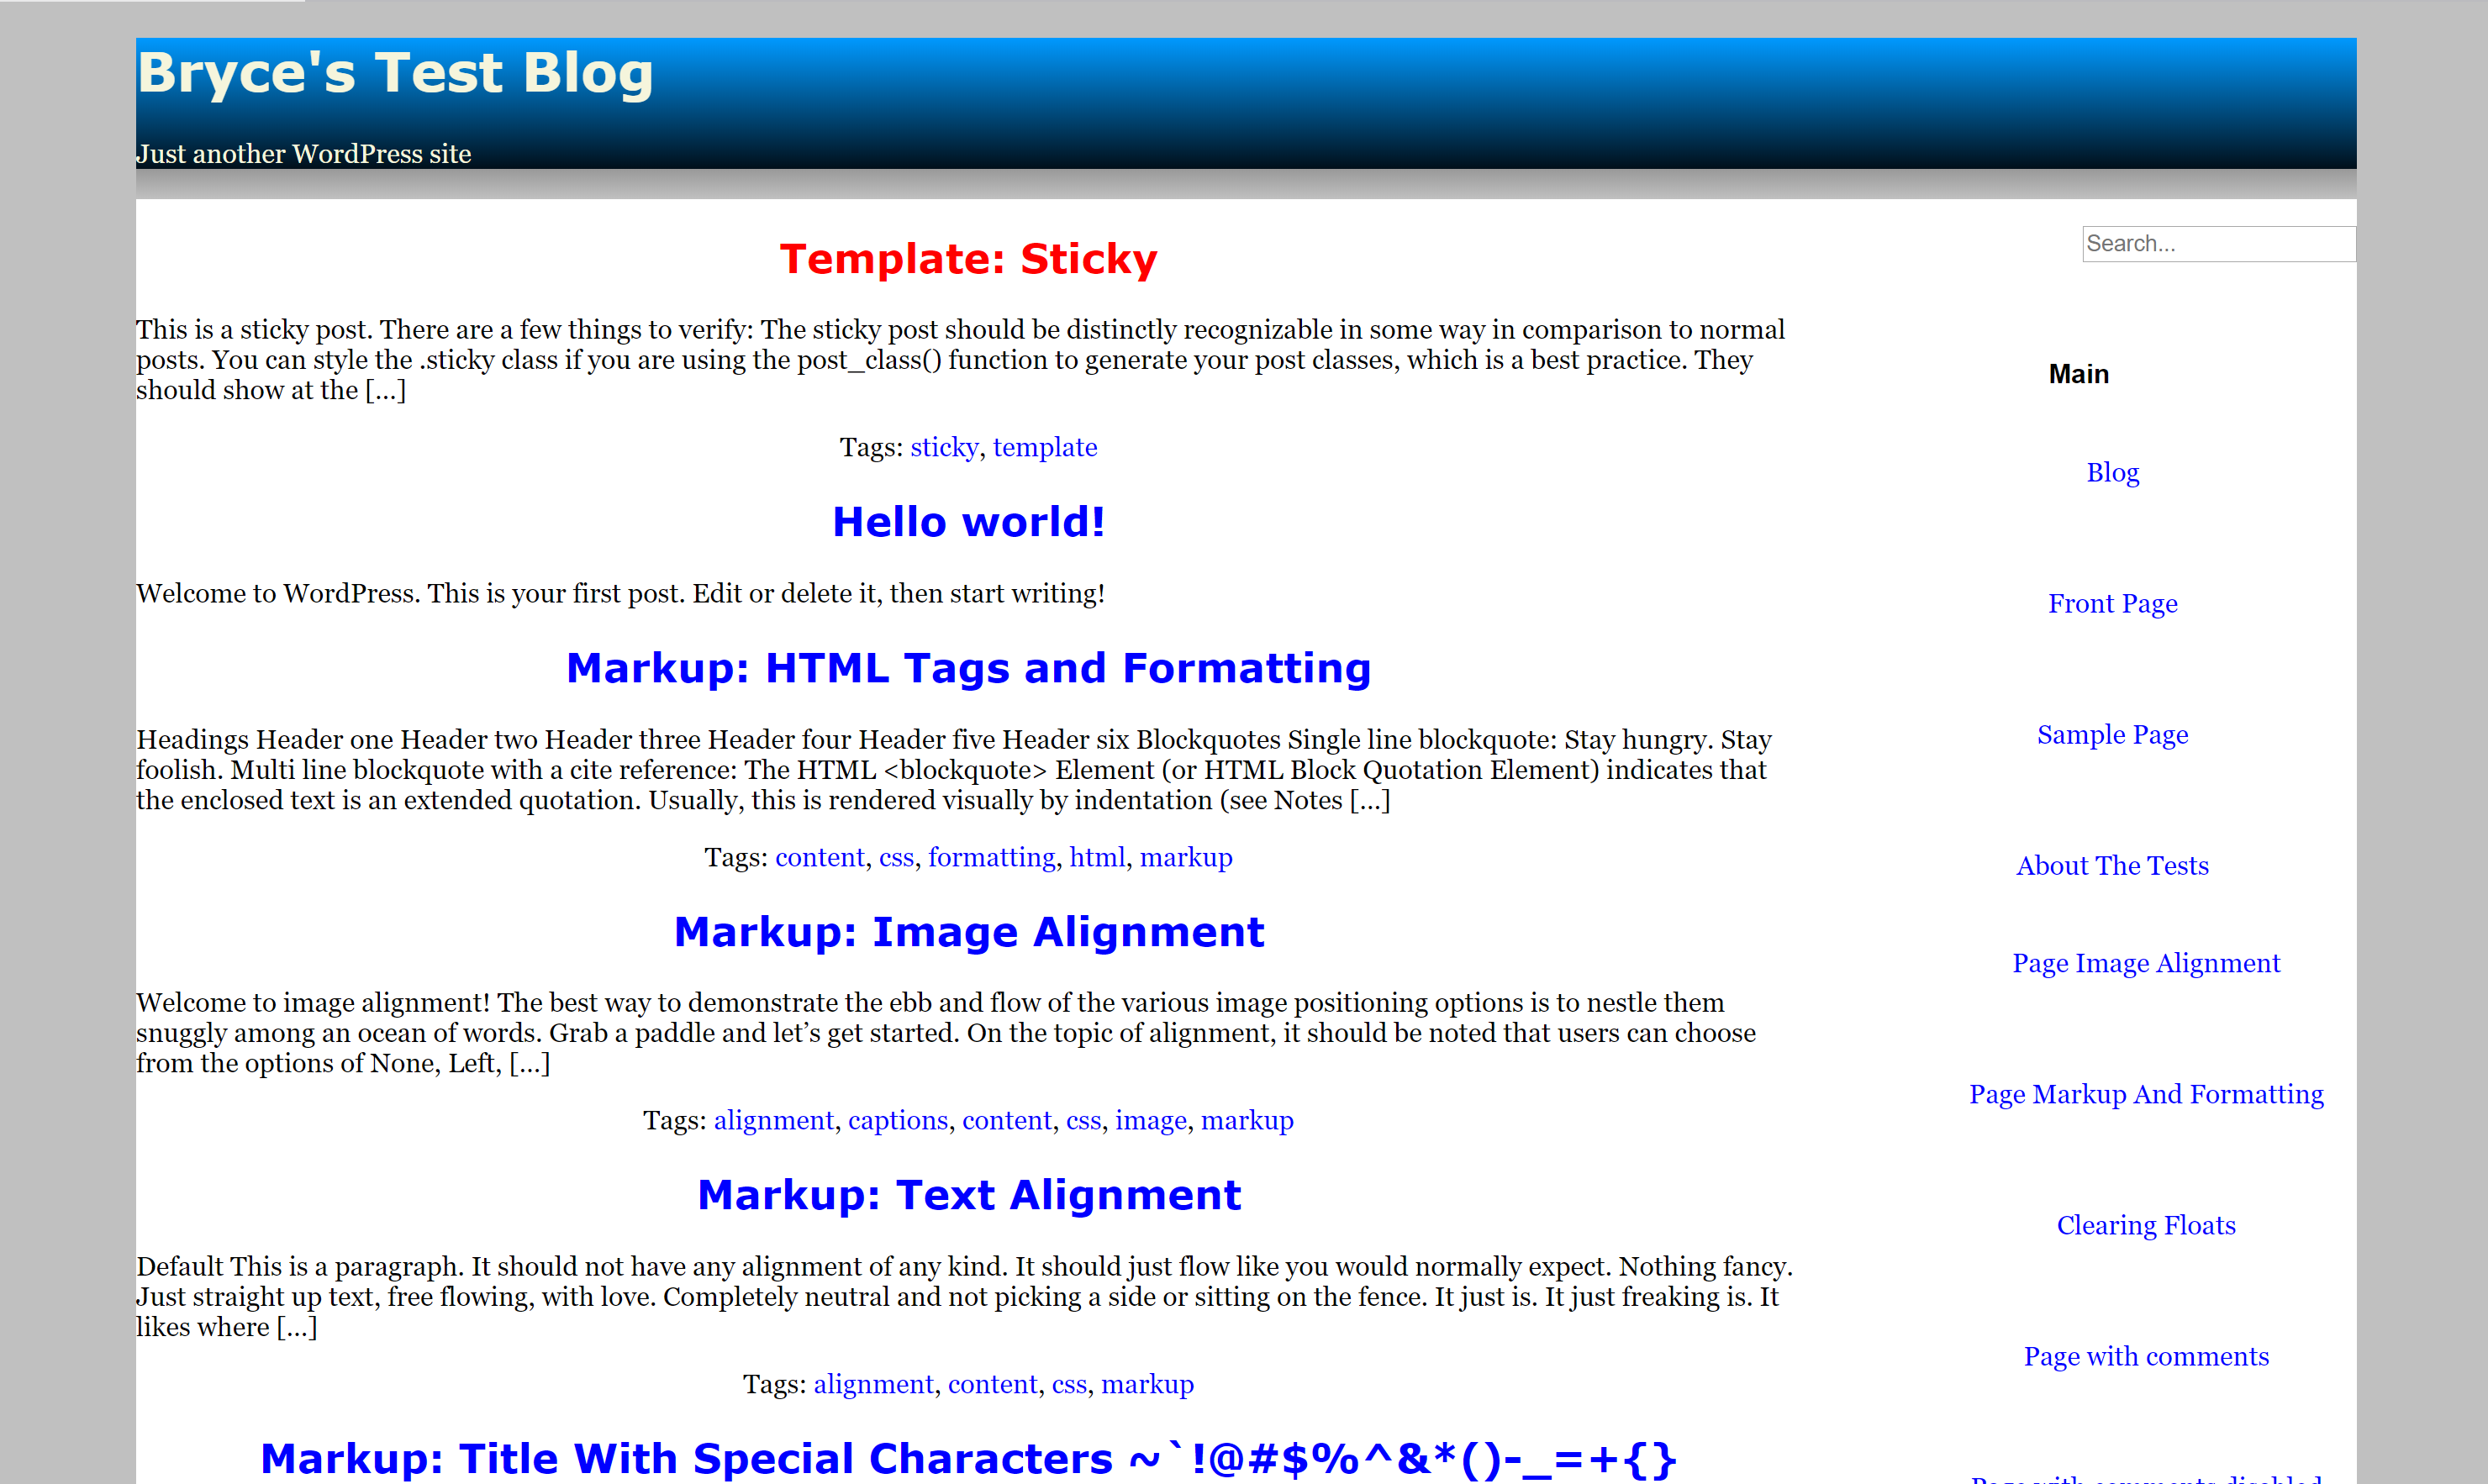 Bryce's Test Blog
Just another WordPress site
Template: Sticky
This is a sticky post. There are a few things to verify: The sticky post should be distinctly recognizable in some way in comparison to normal
posts. You can style the .sticky class if you are using the post_class() function to generate your post classes, which is a best practice. They
should show at the […]
Tags: sticky, template
Hello world!
Welcome to WordPress. This is your first post. Edit or delete it, then start writing!
Markup: HTML Tags and Formatting
Headings Header one Header two Header three Header four Header five Header six Blockquotes Single line blockquote: Stay hungry. Stay
foolish. Multi line blockquote with a cite reference: The HTML <blockquote> Element (or HTML Block Quotation Element) indicates that
the enclosed text is an extended quotation. Usually, this is rendered visually by indentation (see Notes […]
Tags: content, css, formatting, html, markup
Markup: Image Alignment
Welcome to image alignment! The best way to demonstrate the ebb and flow of the various image positioning options is to nestle them
snuggly among an ocean of words. Grab a paddle and let’s get started. On the topic of alignment, it should be noted that users can choose
from the options of None, Left, […]
Tags: alignment, captions, content, css, image, markup
Markup: Text Alignment
Default This is a paragraph. It should not have any alignment of any kind. It should just flow like you would normally expect. Nothing fancy.
Just straight up text, free flowing, with love. Completely neutral and not picking a side or sitting on the fence. It just is. It just freaking is. It
likes where […]
Tags: alignment, content, css, markup
Markup: Title With Special Characters ~`!@#$%^&*()-_=+{}
Search...
Main
Blog
Front Page
Sample Page
About The Tests
Page Image Alignment
Page Markup And Formatting
Clearing Floats
Page with comments
Page with comments disabled